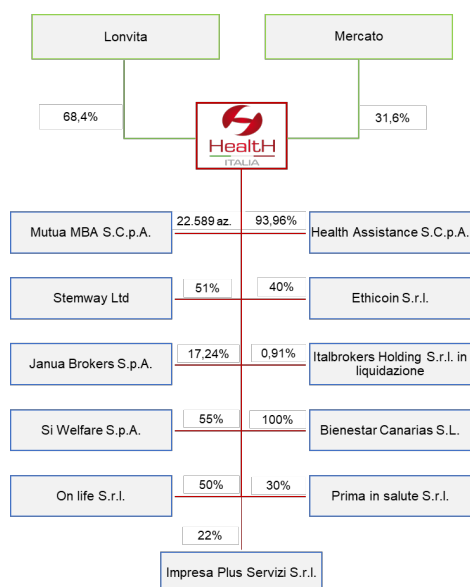 Lonvita
Mercato
68,4%
31,6%
HealtH
ITALIA
Mutua MBA S.C.p.A.
22.589 az.
93,96%
Health Assistance S.C.p.A.
Stemway Ltd
51%
40%
Ethicoin S.r.l.
Janua Brokers S.p.A.
17,24%
0,91%
Italbrokers Holding S.r.l. in
liquidazione
Si Welfare S.p.A.
55%
100%
Bienestar Canarias S.L.
On life S.r.l.
50%
30%
Prima in salute S.r.l.
22%
Impresa Plus Servizi S.r.l.